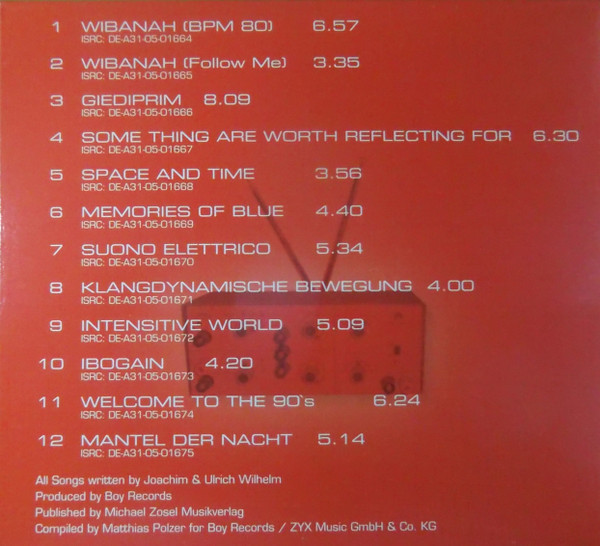 1 WIBANAH (BPM 80) 6.57
ISRC: DE-A31-05-01664
2 WIBANAH (Follow Me) 3.35
ISRC: DE-A31-05-01665
3 GIEDIPRIM 8.09
ISRC: DE-A31-05-01666
4 SOME THING ARE WORTH REFLECTING FOR 6.30
ISRC: DE-A31-05-01667
5 SPACE AND TIME 3.56
ISRC: DE-A31-05-01668
6 MEMORIES OF BLUE 4.40
ISRC: DE-A31-05-01669
7 SUONO ELETTRICO 5.34
ISRC: DE-A31-05-01670
8 KLANGDYNAMISCHE BEWEGUNG 4.00
ISRC: DE-A31-05-01671
9 INTENSITIVE WORLD 5.09
ISRC: DE-A31-05-01672
10 IBOGAIN 4.20
ISRC: DE-A31-05-01673
11 WELCOME TO THE 90`s 6.24
ISRC: DE-A31-05-01674
12 MANTEL DER NACHT 5.14
ISRC: DE-A31-05-01675
All Songs written by Joachim & Ulrich Wilhelm
Produced by Boy Records
Published by Michael Zosel Musikverlag
Compiled by Matthias Polzer for Boy Records / ZYX Music GmbH & Co. KG